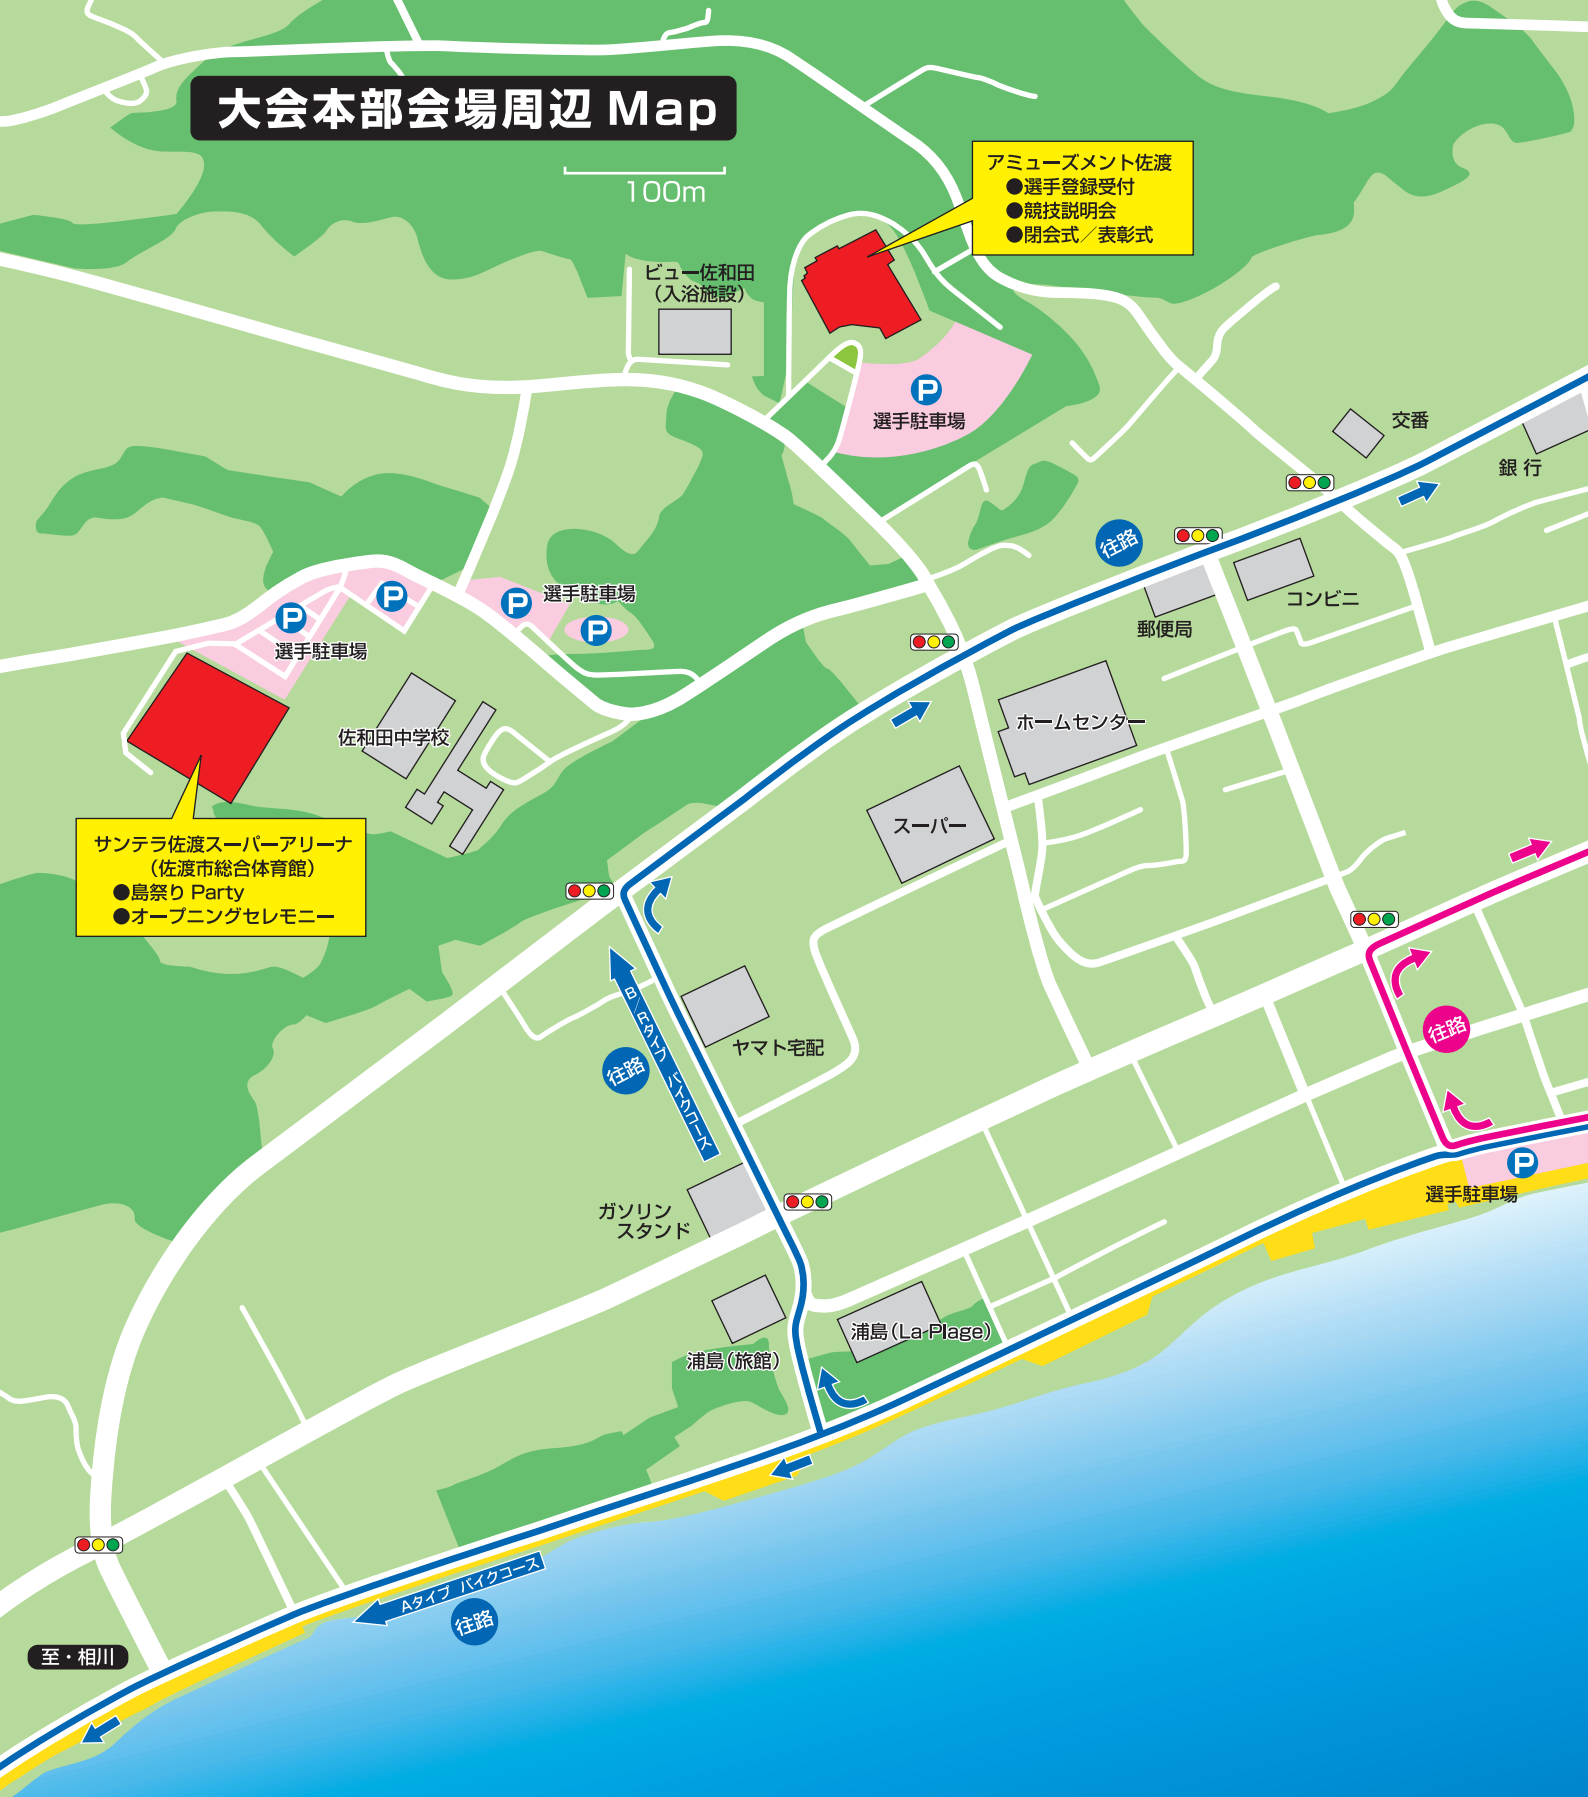 大会本部会場周辺 Map
100m
アミューズメント佐渡
●選手登録受付
●競技説明会
●閉会式／表彰式
ビュー佐和田
（入浴施設）
P
選手駐車場
交番
銀 行
往路
コンビニ
郵便局
P
選手駐車場
P
P
P
選手駐車場
佐和田中学校
ホームセンター
スーパー
サンテラ佐渡スーパーアリーナ
（佐渡市総合体育館）
●島祭り Party
●オープニングセレモニー
B／Rタイプ バイクコース
往路
ヤマト宅配
往路
P
選手駐車場
ガソリン
スタンド
浦島（La Plage）
浦島（旅館）
Aタイプ バイクコース
往路
至・相川